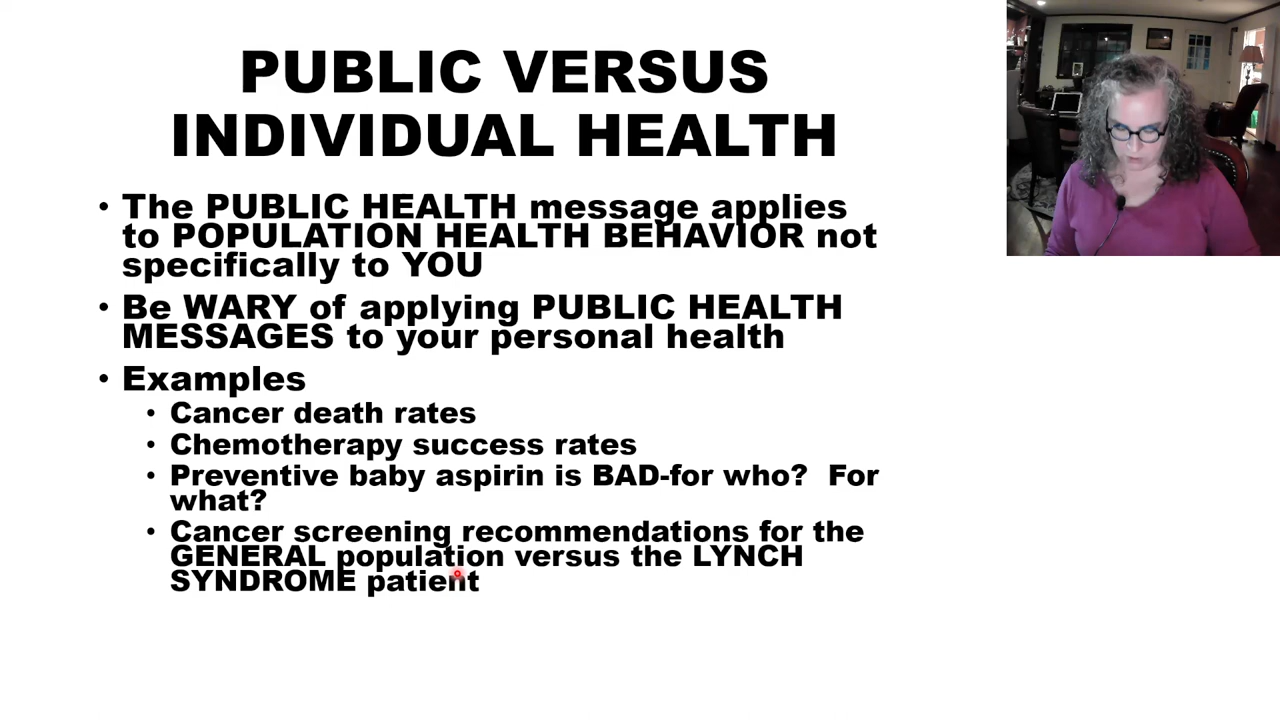 PUBLIC VERSUS
INDIVIDUAL HEALTH
• The PUBLIC HEALTH message applies
to POPULATION HEALTH BEHAVIOR not
specifically to YOU
• Be WARY of applying PUBLIC HEALTH
MESSAGES to your personal health
• Examples
• Cancer death rates
• Chemotherapy success rates
• Preventive baby aspirin is BAD-for who? For
what?
• Cancer screening recommendations for the
GENERAL population versus the LYNCH
SYNDROME patient